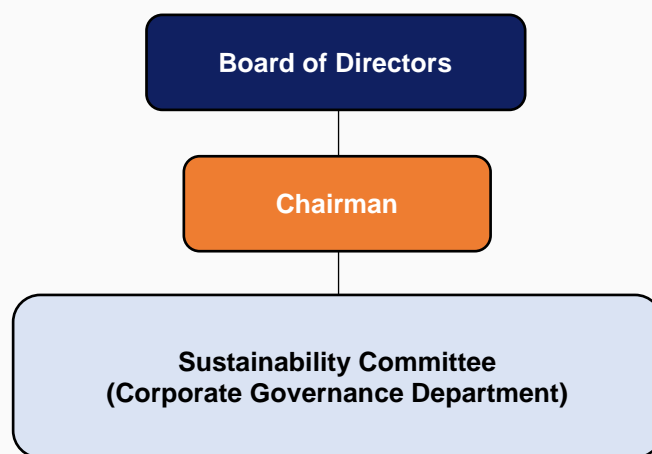 Board of Directors
Chairman
Sustainability Committee
(Corporate Governance Department)